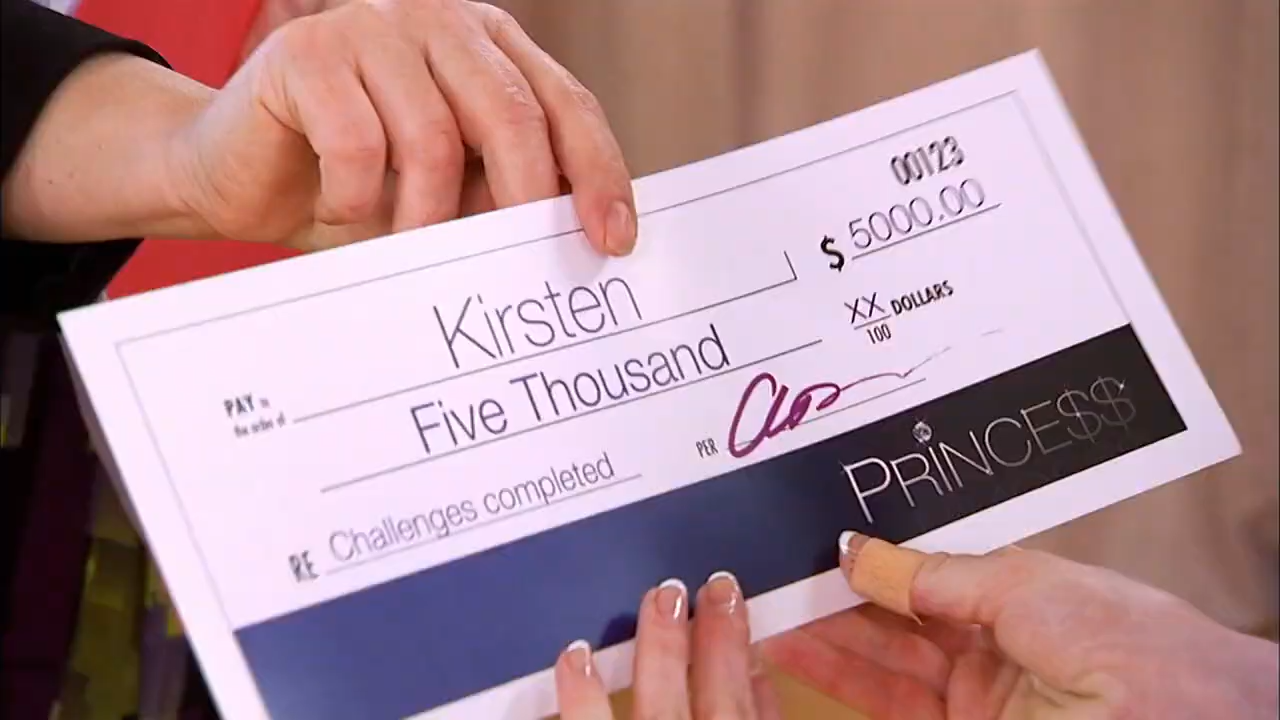 00123
$ 5000.00
PAY to the order of Kirsten
Five Thousand XX/100 DOLLARS
RE Challenges completed PER
PRINCE$$